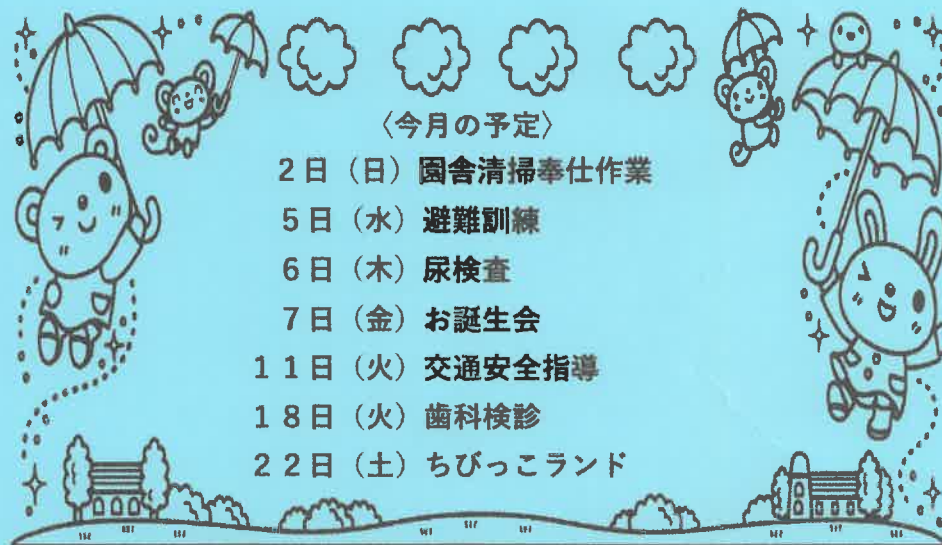 〈今月の予定〉
2日（日）園舎清掃奉仕作業
5日（水）避難訓練
6日（木）尿検査
7日（金）お誕生会
11日（火）交通安全指導
18日（火）歯科検診
22日（土）ちびっこランド